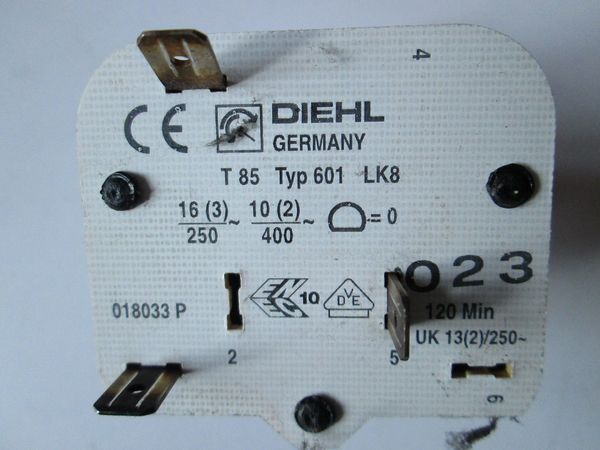 4
CE DIEHL
GERMANY
T 85 Typ 601 LK8
16 (3) ~ 10 (2) ~ = 0
250 400
023
018033 P ENEC 10 DVE 120 Min
UK 13(2)/250~
2 5
6